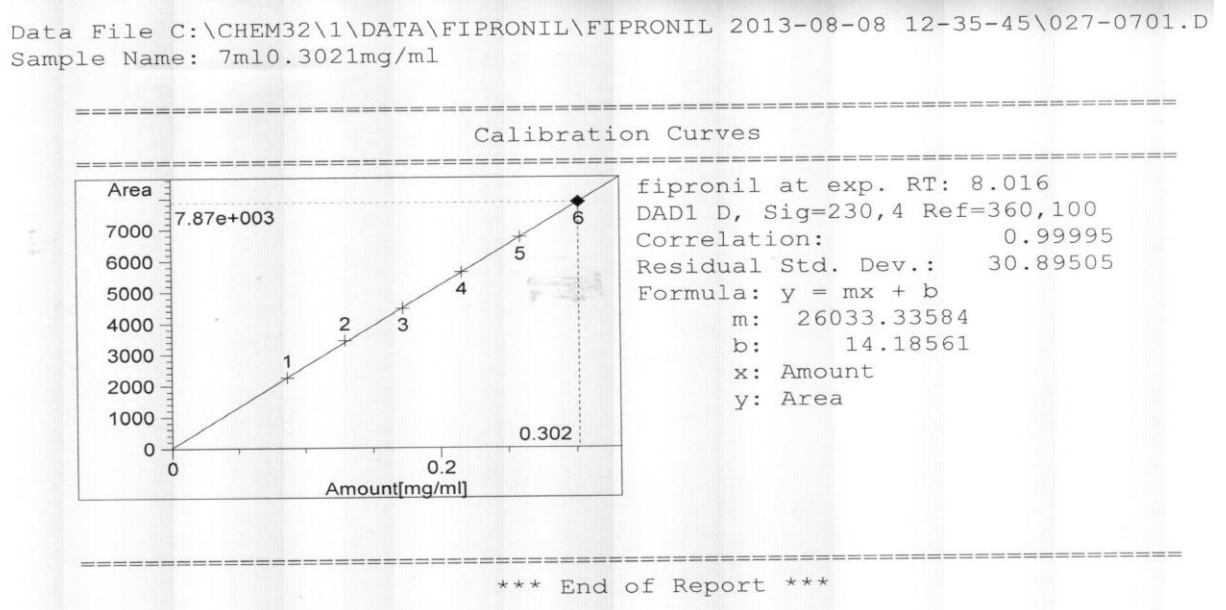 Data File C:\CHEM32\1\DATA\FIPRONIL\FIPRONIL 2013-08-08 12-35-45\027-0701.D
Sample Name: 7ml0.3021mg/ml
Calibration Curves
Area
7.87e+003
7000
6000
5000
4000
3000
2000
1000
0
1
2
3
4
5
6
0.302
0
0.2
Amount[mg/ml]
fipronil at exp. RT: 8.016
DAD1 D, Sig=230,4 Ref=360,100
Correlation: 0.99995
Residual Std. Dev.: 30.89505
Formula: y = mx + b
m: 26033.33584
b: 14.18561
x: Amount
y: Area
*** End of Report ***